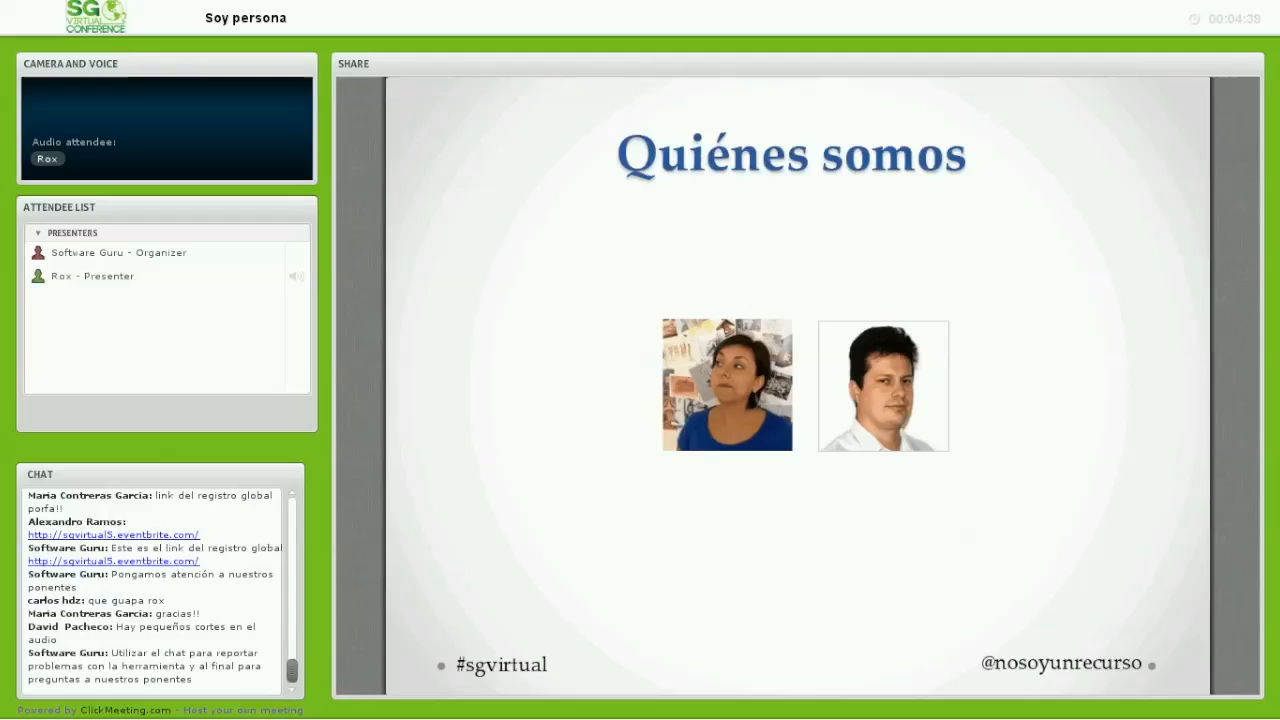 SG
VIRTUAL
CONFERENCE
Soy persona
00:04:39
CAMERA AND VOICE
Audio attendee:
Rox
ATTENDEE LIST
PRESENTERS
Software Guru - Organizer
Rox - Presenter
CHAT
Maria Contreras Garcia: link del registro global
porfa!!
Alexandro Ramos:
http://sgvirtual5.eventbrite.com/
Software Guru: Este es el link del registro global
http://sgvirtual5.eventbrite.com/
Software Guru: Pongamos atención a nuestros
ponentes
carlos hdz: que guapa rox
Maria Contreras Garcia: gracias!!
David Pacheco: Hay pequeños cortes en el
audio
Software Guru: Utilizar el chat para reportar
problemas con la herramienta y al final para
preguntas a nuestros ponentes
Powered by ClickMeeting.com - Host your own meeting
SHARE
Quiénes somos
#sgvirtual
@nosoyunrecurso